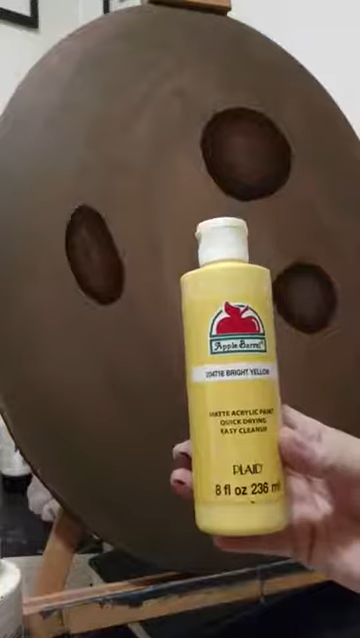 Apple Barrel
20471E BRIGHT YELLOW
MATTE ACRYLIC PAINT
QUICK DRYING
EASY CLEANUP
PLAID
8 fl oz 236 ml